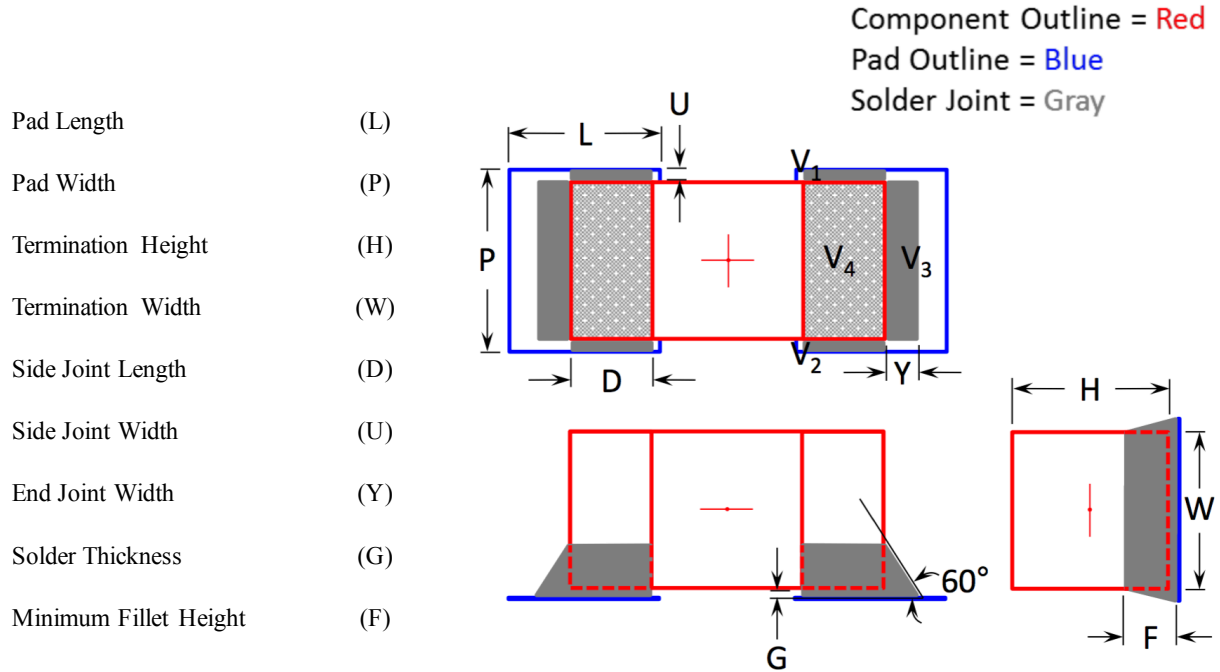 Component Outline = Red
Pad Outline = Blue
Solder Joint = Gray
Pad Length (L)
Pad Width (P)
Termination Height (H)
Termination Width (W)
Side Joint Length (D)
Side Joint Width (U)
End Joint Width (Y)
Solder Thickness (G)
Minimum Fillet Height (F)
U
L
V1
P
V4 V3
V2
D
Y
H
W
60°
F
G